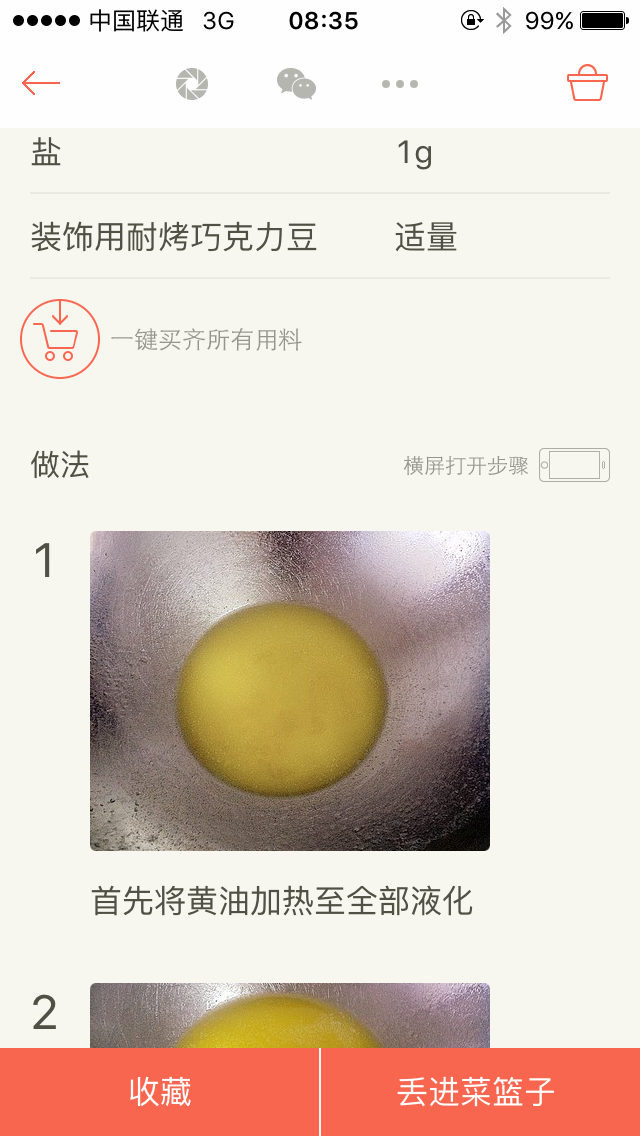 中国联通 3G 08:35 99%
盐 1g
装饰用耐烤巧克力豆 适量
一键买齐所有用料
做法 横屏打开步骤
1
首先将黄油加热至全部液化
2
收藏 丢进菜篮子